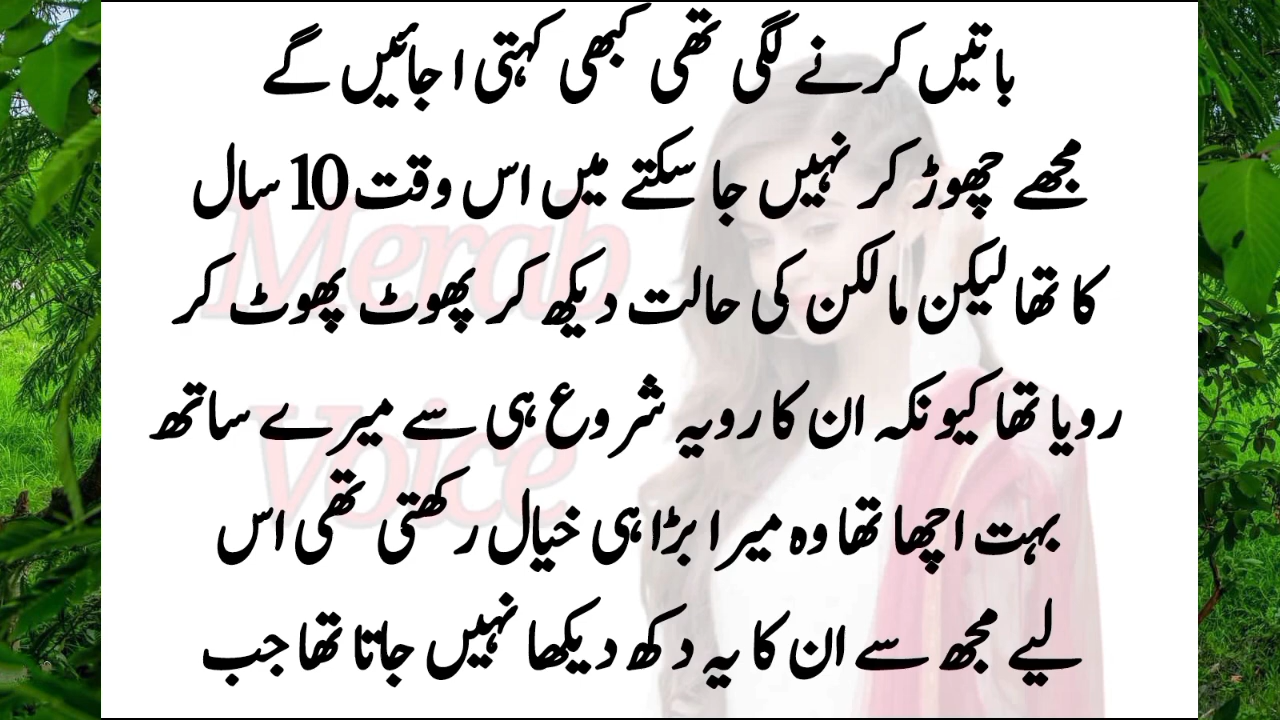 باتیں کرنے لگی تھی کبھی کہتی ا جائیں گے
مجھے چھوڑ کر نہیں جا سکتے میں اس وقت 10 سال
کا تھا لیکن مالکن کی حالت دیکھ کر پھوٹ پھوٹ کر
رویا تھا کیونکہ ان کا رویہ شروع ہی سے میرے ساتھ
بہت اچھا تھا وہ میرا بڑا ہی خیال رکھتی تھی اس
لیے مجھ سے ان کا یہ دکھ دیکھا نہیں جاتا تھا جب
Merab
Voice